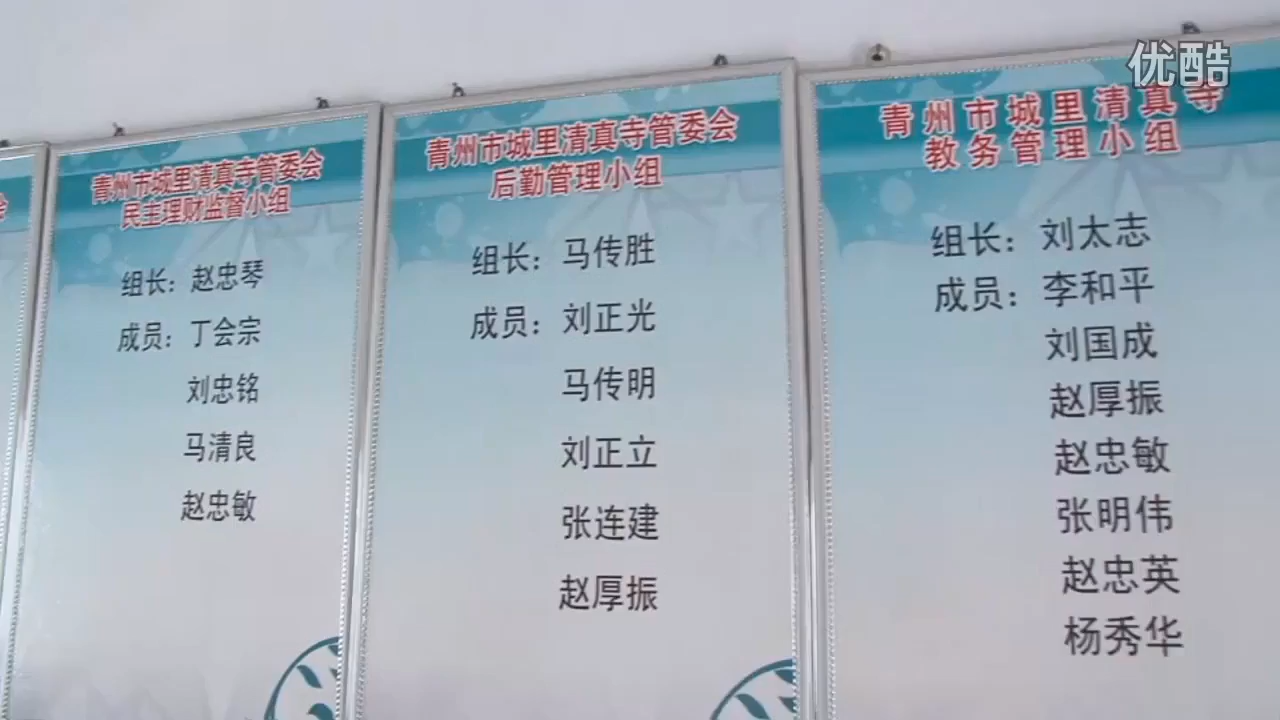 优酷
青州市城里清真寺管委会
民主理财监督小组
组长：赵忠琴
成员：丁会宗
刘忠铭
马清良
赵忠敏
青州市城里清真寺管委会
后勤管理小组
组长：马传胜
成员：刘正光
马传明
刘正立
张连建
赵厚振
青州市城里清真寺
教务管理小组
组长：刘太志
成员：李和平
刘国成
赵厚振
赵忠敏
张明伟
赵忠英
杨秀华